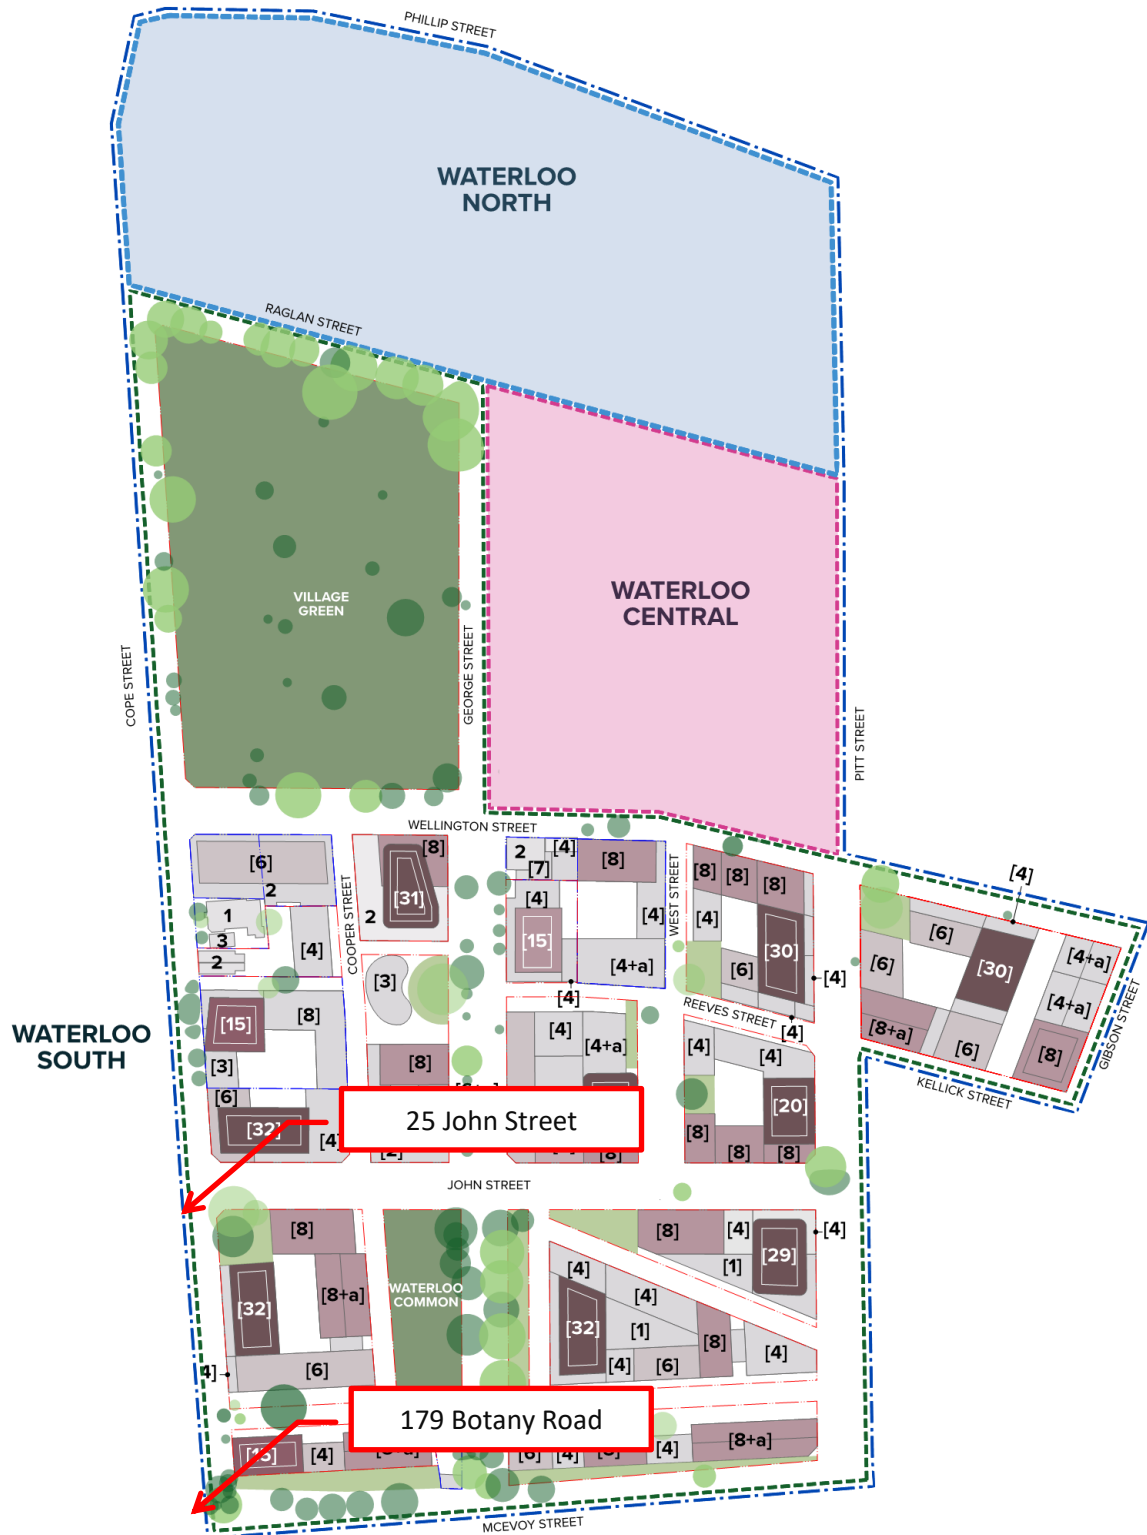 PHILLIP STREET
WATERLOO
NORTH
RAGLAN STREET
VILLAGE
GREEN
WATERLOO
CENTRAL
COPE STREET
GEORGE STREET
PITT STREET
WELLINGTON STREET
[6]
2
1
3
2
[4]
COOPER STREET
[8]
[31]
2
[3]
[8]
2
[4]
[7]
[8]
[4]
[15]
[4]
[4+a]
[4]
WEST STREET
[8]
[8]
[8]
[4]
[30]
[6]
[4]
[4]
REEVES STREET
[4]
[6]
[30]
[4+a]
[6]
[4+a]
[8+a]
[6]
[8]
GIBSON STREET
KELLICK STREET
WATERLOO
SOUTH
[15]
[8]
[3]
[6]
[32]
[4]
[4]
[4+a]
[4]
[4]
[20]
[8]
[8]
[8]
25 John Street
[2]
[8]
JOHN STREET
[8]
[32]
[8+a]
[6]
WATERLOO
COMMON
[8]
[4]
[29]
[4]
[1]
[4]
[4]
[32]
[1]
[8]
[4]
[4]
[6]
179 Botany Road
[4]
[6]
[4]
[4]
[8+a]
MCEVOY STREET